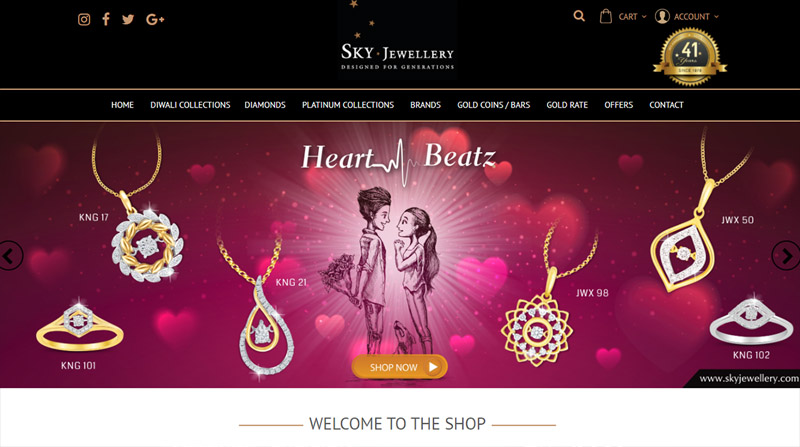 CART
ACCOUNT
SKY JEWELLERY
DESIGNED FOR GENERATIONS
41
Years
HOME
DIWALI COLLECTIONS
DIAMONDS
PLATINUM COLLECTIONS
BRANDS
GOLD COINS / BARS
GOLD RATE
OFFERS
CONTACT
Heart Beatz
KNG 17
JWX 50
KNG 21
JWX 98
KNG 101
KNG 102
SHOP NOW
www.skyjewellery.com
WELCOME TO THE SHOP